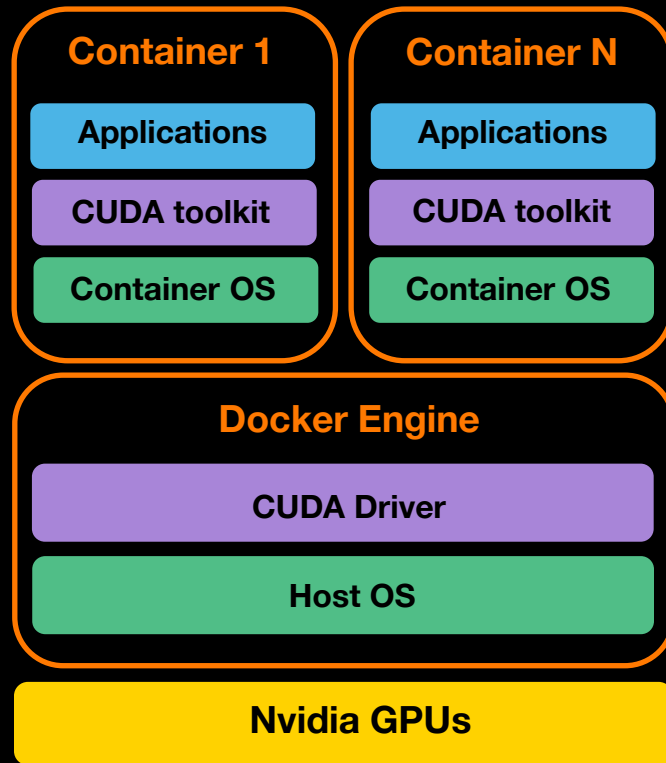 Container 1
Applications
CUDA toolkit
Container OS
Container N
Applications
CUDA toolkit
Container OS
Docker Engine
CUDA Driver
Host OS
Nvidia GPUs